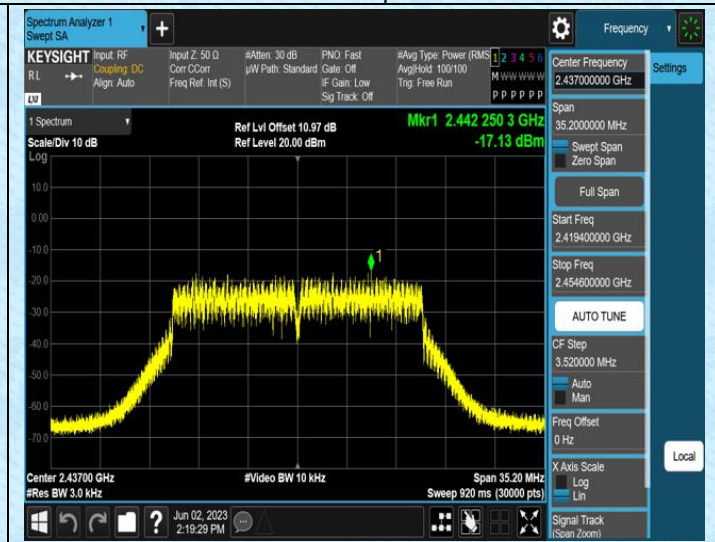 Spectrum Analyzer 1
Swept SA
Frequency
KEYSIGHT
RL
LXI
Input: RF
Coupling: DC
Align: Auto
Input Z: 50 Ω
Corr CCorr
Freq Ref: Int (S)
#Atten: 30 dB
µW Path: Standard
PNO: Fast
Gate: Off
IF Gain: Low
Sig Track: Off
#Avg Type: Power (RMS
Avg|Hold: 100/100
Trig: Free Run
1 2 3 4 5 6
M W W W W W
P P P P P P
1 Spectrum
Scale/Div 10 dB
Log
Ref Lvl Offset 10.97 dB
Ref Level 20.00 dBm
Mkr1 2.442 250 3 GHz
-17.13 dBm
10.0
0.00
-10.0
-20.0
-30.0
-40.0
-50.0
-60.0
-70.0
1
Center 2.43700 GHz
#Res BW 3.0 kHz
#Video BW 10 kHz
Span 35.20 MHz
Sweep 920 ms (30000 pts)
Jun 02, 2023
2:19:29 PM
Center Frequency
2.437000000 GHz
Settings
Span
35.2000000 MHz
Swept Span
Zero Span
Full Span
Start Freq
2.419400000 GHz
Stop Freq
2.454600000 GHz
AUTO TUNE
CF Step
3.520000 MHz
Auto
Man
Freq Offset
0 Hz
X Axis Scale
Log
Lin
Local
Signal Track
(Span Zoom)